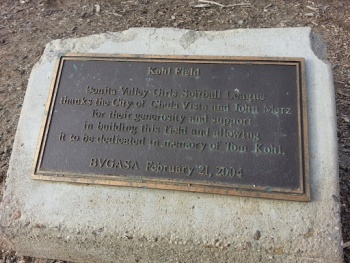 Kohl Field
Bonita Valley Girls Softball League
thanks the City of Chula Vista and John Merz
for their generosity and support
in building this Field and allowing
it to be dedicated in memory of Tom Kohl.
BVGASA February 21, 2004